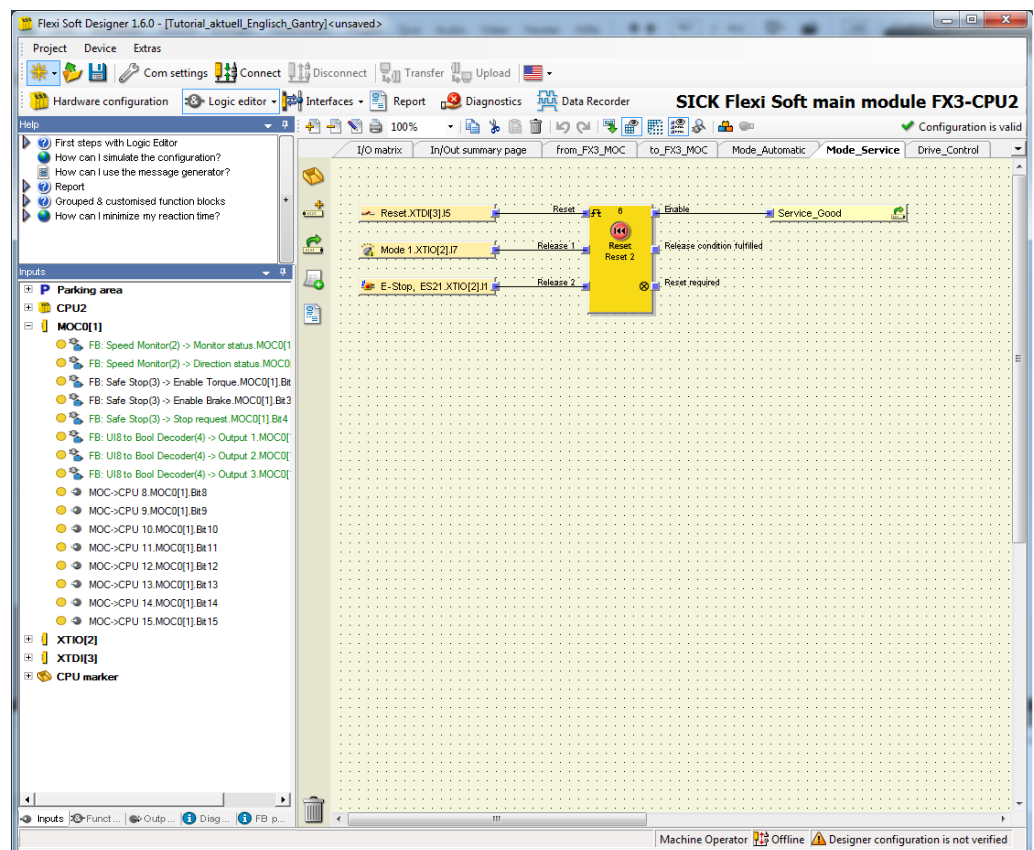 Flexi Soft Designer 1.6.0 - [Tutorial_aktuell_Englisch_Gantry]<unsaved>
Project Device Extras
Com settings Connect Disconnect Transfer Upload
Hardware configuration Logic editor Interfaces Report Diagnostics Data Recorder SICK Flexi Soft main module FX3-CPU2
Help
100%
Configuration is valid
First steps with Logic Editor
How can I simulate the configuration?
How can I use the message generator?
Report
Grouped & customised function blocks
How can I minimize my reaction time?
I/O matrix In/Out summary page from_FX3_MOC to_FX3_MOC Mode_Automatic Mode_Service Drive_Control
Reset.XTDI[3].I5 Reset 6 Enable Service_Good
Mode 1.XTIO[2].I7 Release 1 Reset Release condition fulfilled
Reset 2
E-Stop, ES21.XTIO[2].I1 Release 2 Reset required
Inputs
P Parking area
CPU2
MOC0[1]
FB: Speed Monitor(2) -> Monitor status.MOC0[1
FB: Speed Monitor(2) -> Direction status.MOC0
FB: Safe Stop(3) -> Enable Torque.MOC0[1].Bit
FB: Safe Stop(3) -> Enable Brake.MOC0[1].Bit3
FB: Safe Stop(3) -> Stop request.MOC0[1].Bit4
FB: UI8 to Bool Decoder(4) -> Output 1.MOC0[
FB: UI8 to Bool Decoder(4) -> Output 2.MOC0[
FB: UI8 to Bool Decoder(4) -> Output 3.MOC0[
MOC->CPU 8.MOC0[1].Bit8
MOC->CPU 9.MOC0[1].Bit9
MOC->CPU 10.MOC0[1].Bit10
MOC->CPU 11.MOC0[1].Bit11
MOC->CPU 12.MOC0[1].Bit12
MOC->CPU 13.MOC0[1].Bit13
MOC->CPU 14.MOC0[1].Bit14
MOC->CPU 15.MOC0[1].Bit15
XTIO[2]
XTDI[3]
CPU marker
Inputs Funct... Outp... Diag... FB p...
Machine Operator Offline Designer configuration is not verified